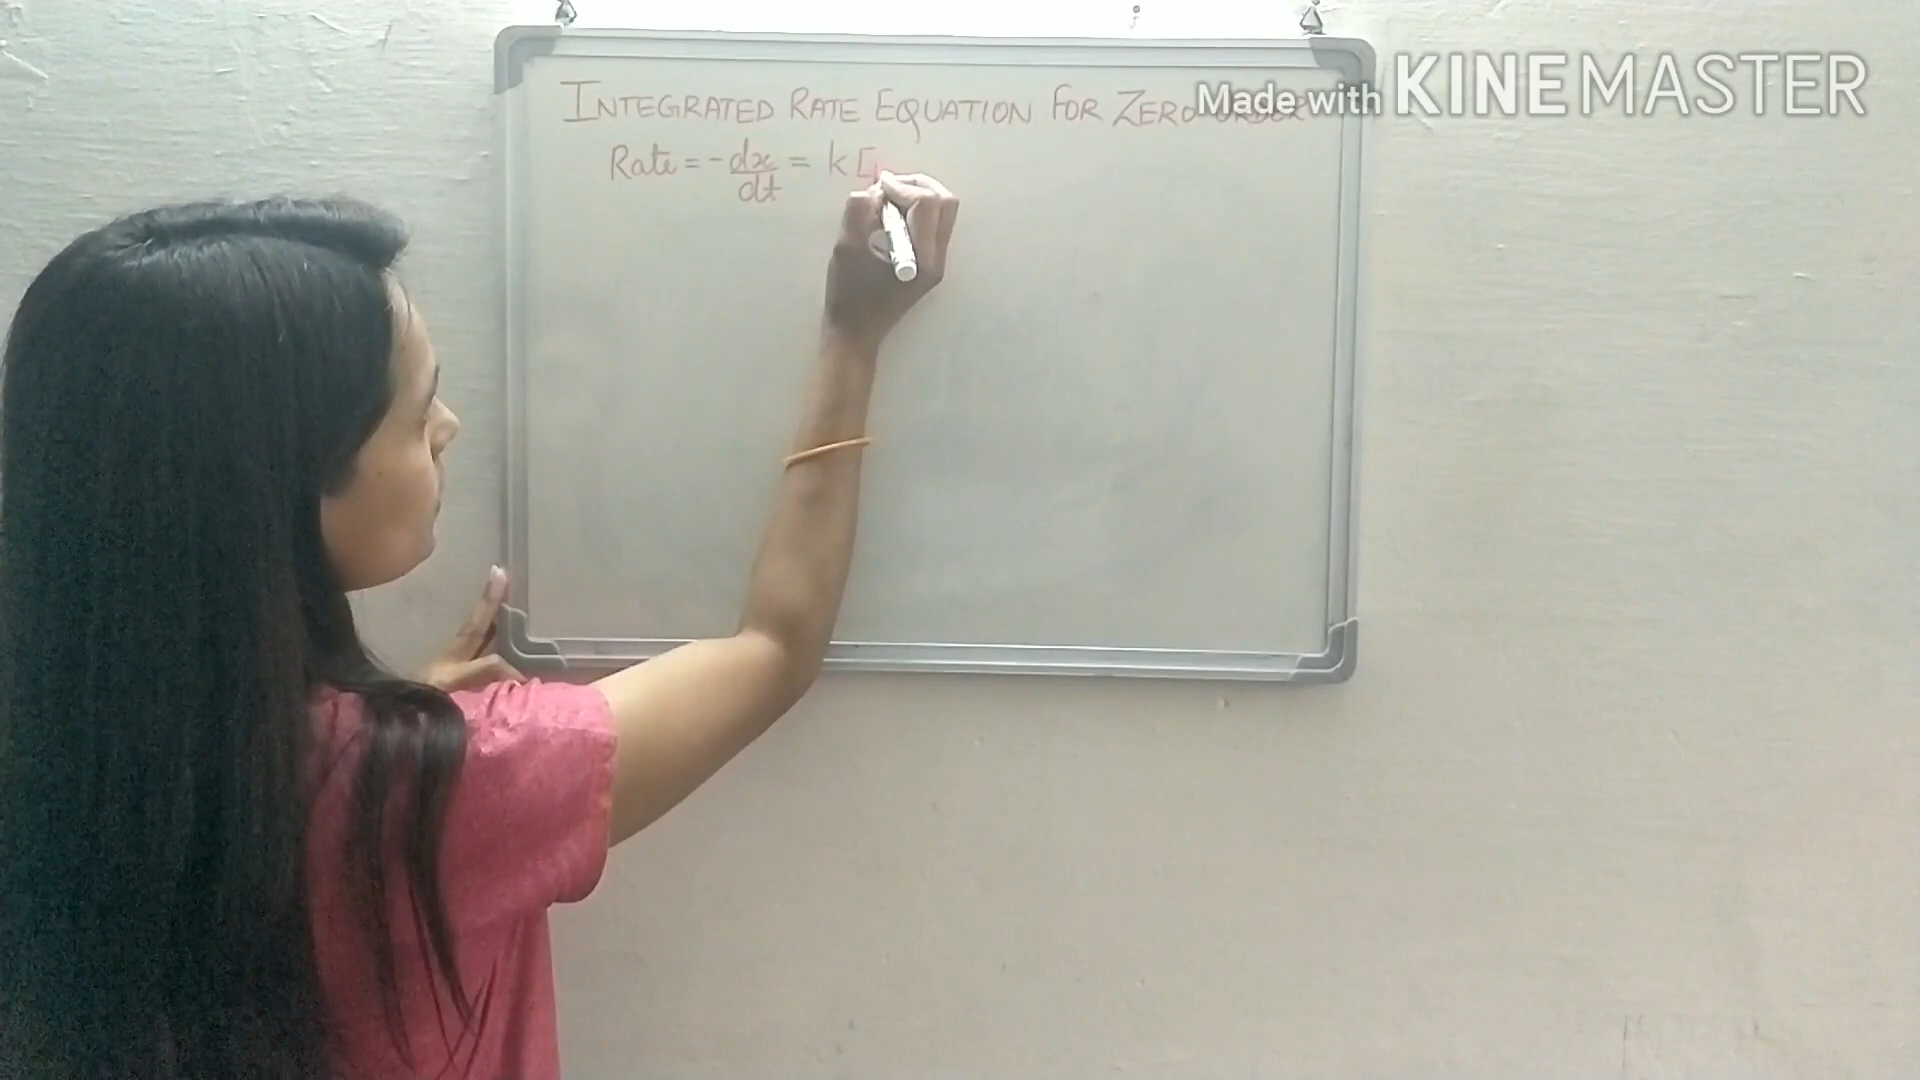 INTEGRATED RATE EQUATION FOR ZERO ORDER
Made with KINEMASTER
Rate = - dx/dt = k [